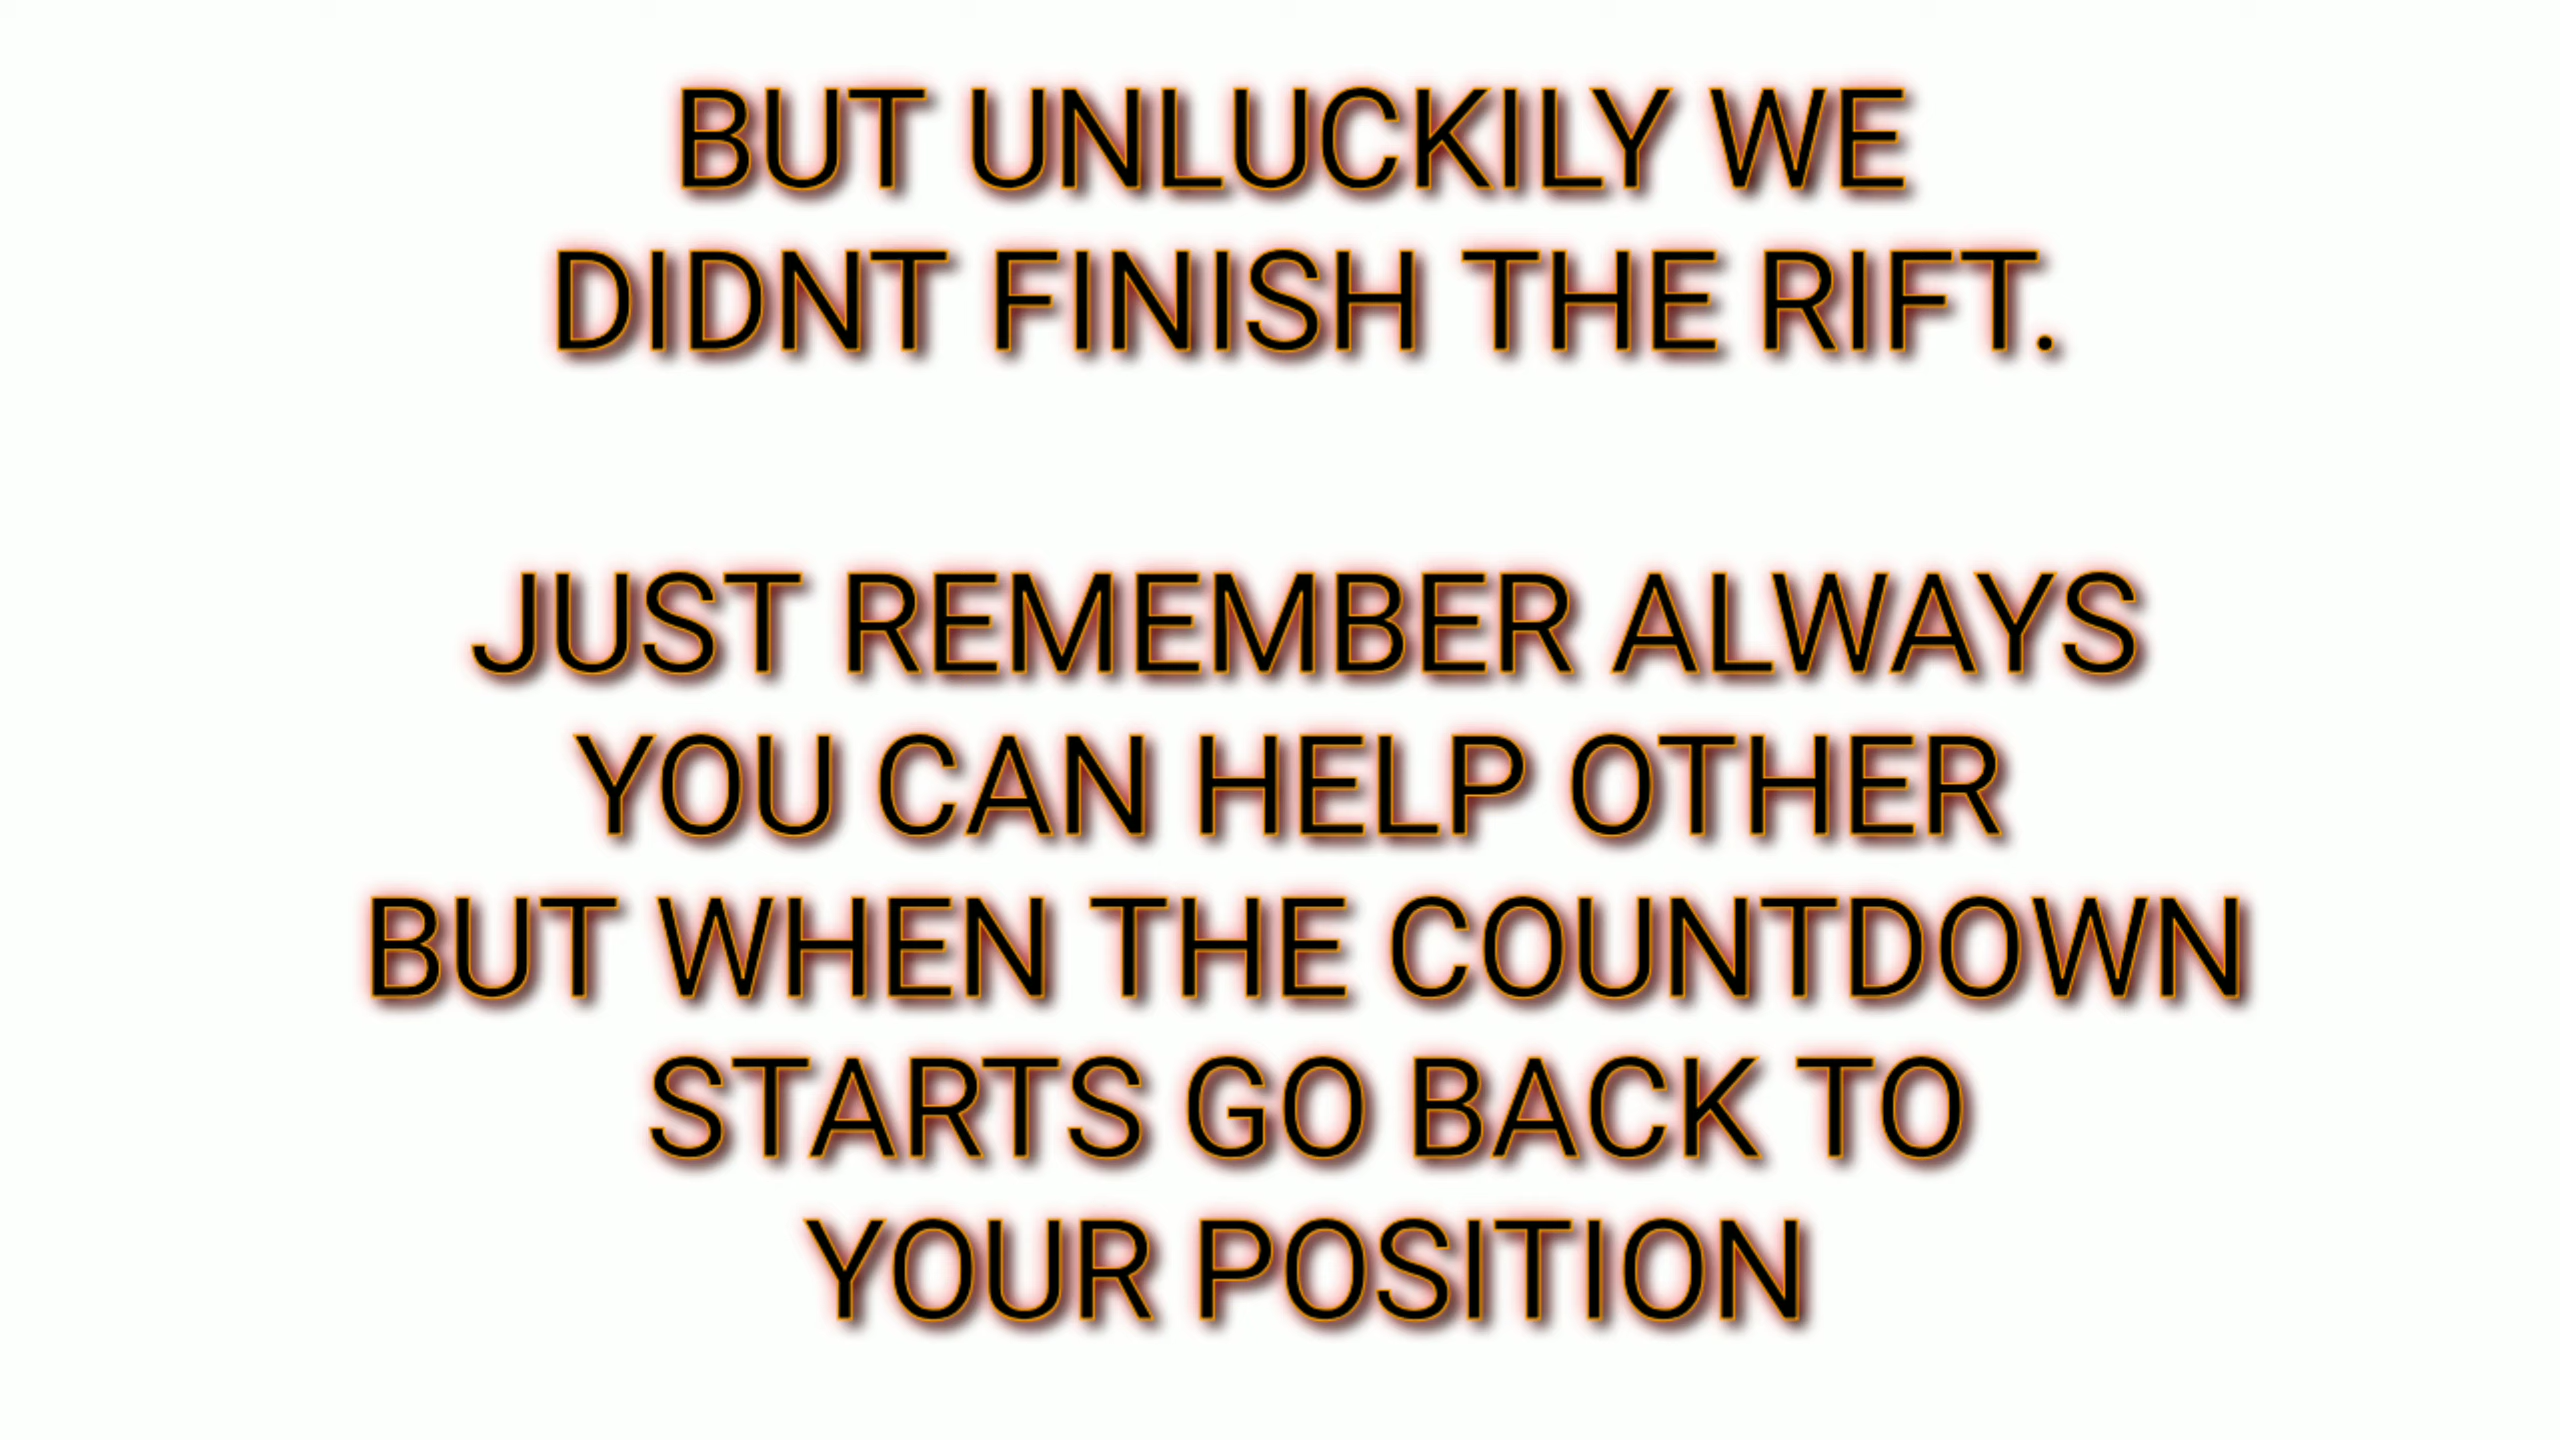 BUT UNLUCKILY WE
DIDNT FINISH THE RIFT.
JUST REMEMBER ALWAYS
YOU CAN HELP OTHER
BUT WHEN THE COUNTDOWN
STARTS GO BACK TO
YOUR POSITION